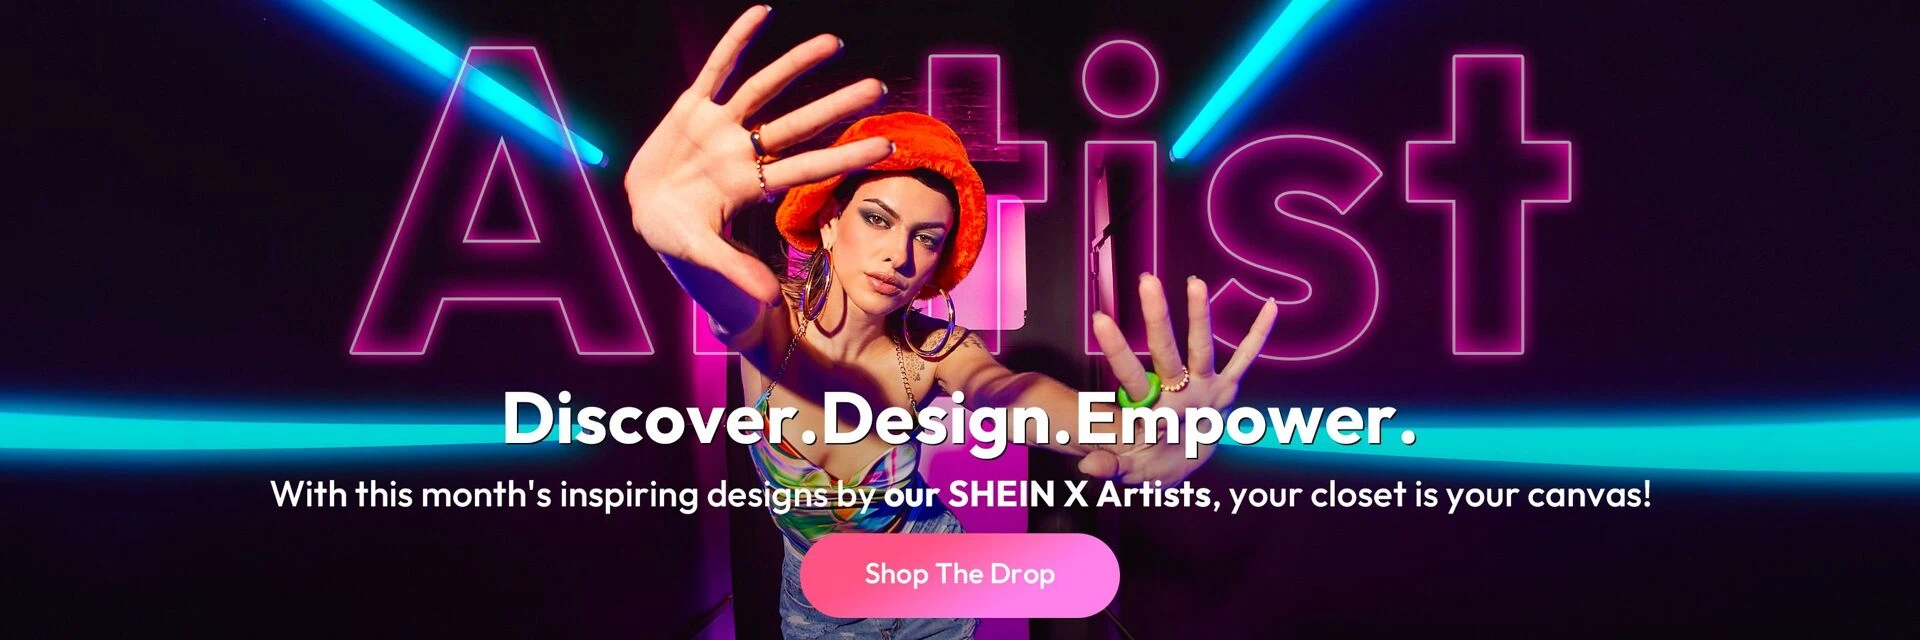 Artist
Discover.Design.Empower.
With this month's inspiring designs by our SHEIN X Artists, your closet is your canvas!
Shop The Drop